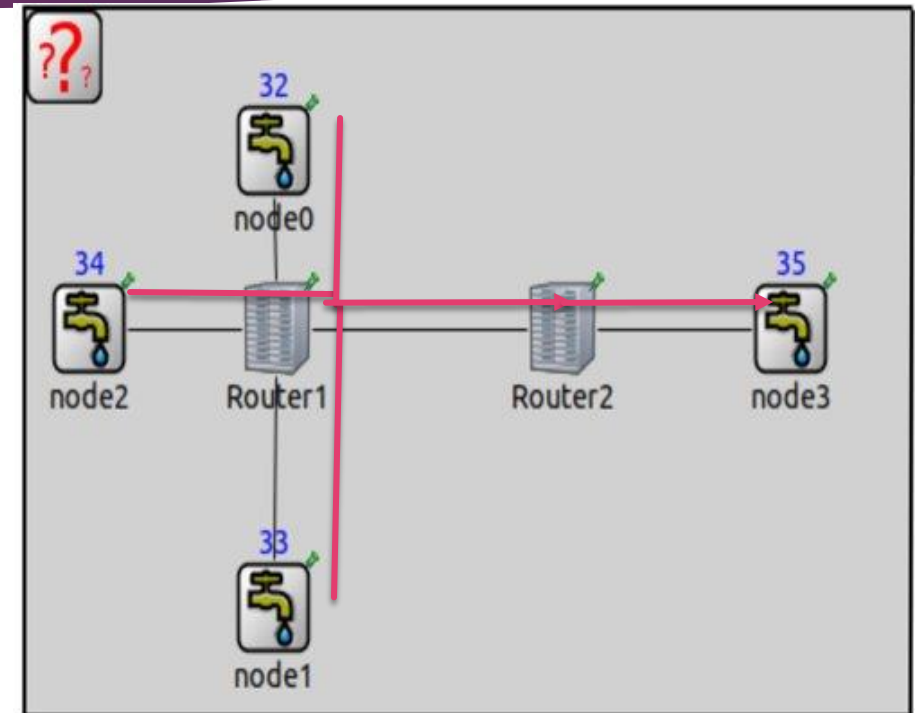 ???
32
node0
34
35
node2
Router1
Router2
node3
33
node1